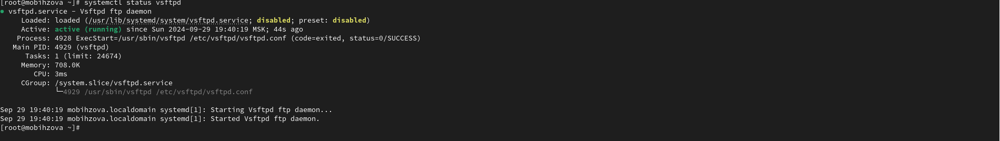 [root@mobihzova ~]# systemctl status vsftpd
● vsftpd.service - Vsftpd ftp daemon
     Loaded: loaded (/usr/lib/systemd/system/vsftpd.service; disabled; preset: disabled)
     Active: active (running) since Sun 2024-09-29 19:40:19 MSK; 44s ago
    Process: 4928 ExecStart=/usr/sbin/vsftpd /etc/vsftpd/vsftpd.conf (code=exited, status=0/SUCCESS)
   Main PID: 4929 (vsftpd)
      Tasks: 1 (limit: 24674)
     Memory: 708.0K
        CPU: 3ms
     CGroup: /system.slice/vsftpd.service
             └─4929 /usr/sbin/vsftpd /etc/vsftpd/vsftpd.conf

Sep 29 19:40:19 mobihzova.localdomain systemd[1]: Starting Vsftpd ftp daemon...
Sep 29 19:40:19 mobihzova.localdomain systemd[1]: Started Vsftpd ftp daemon.
[root@mobihzova ~]#